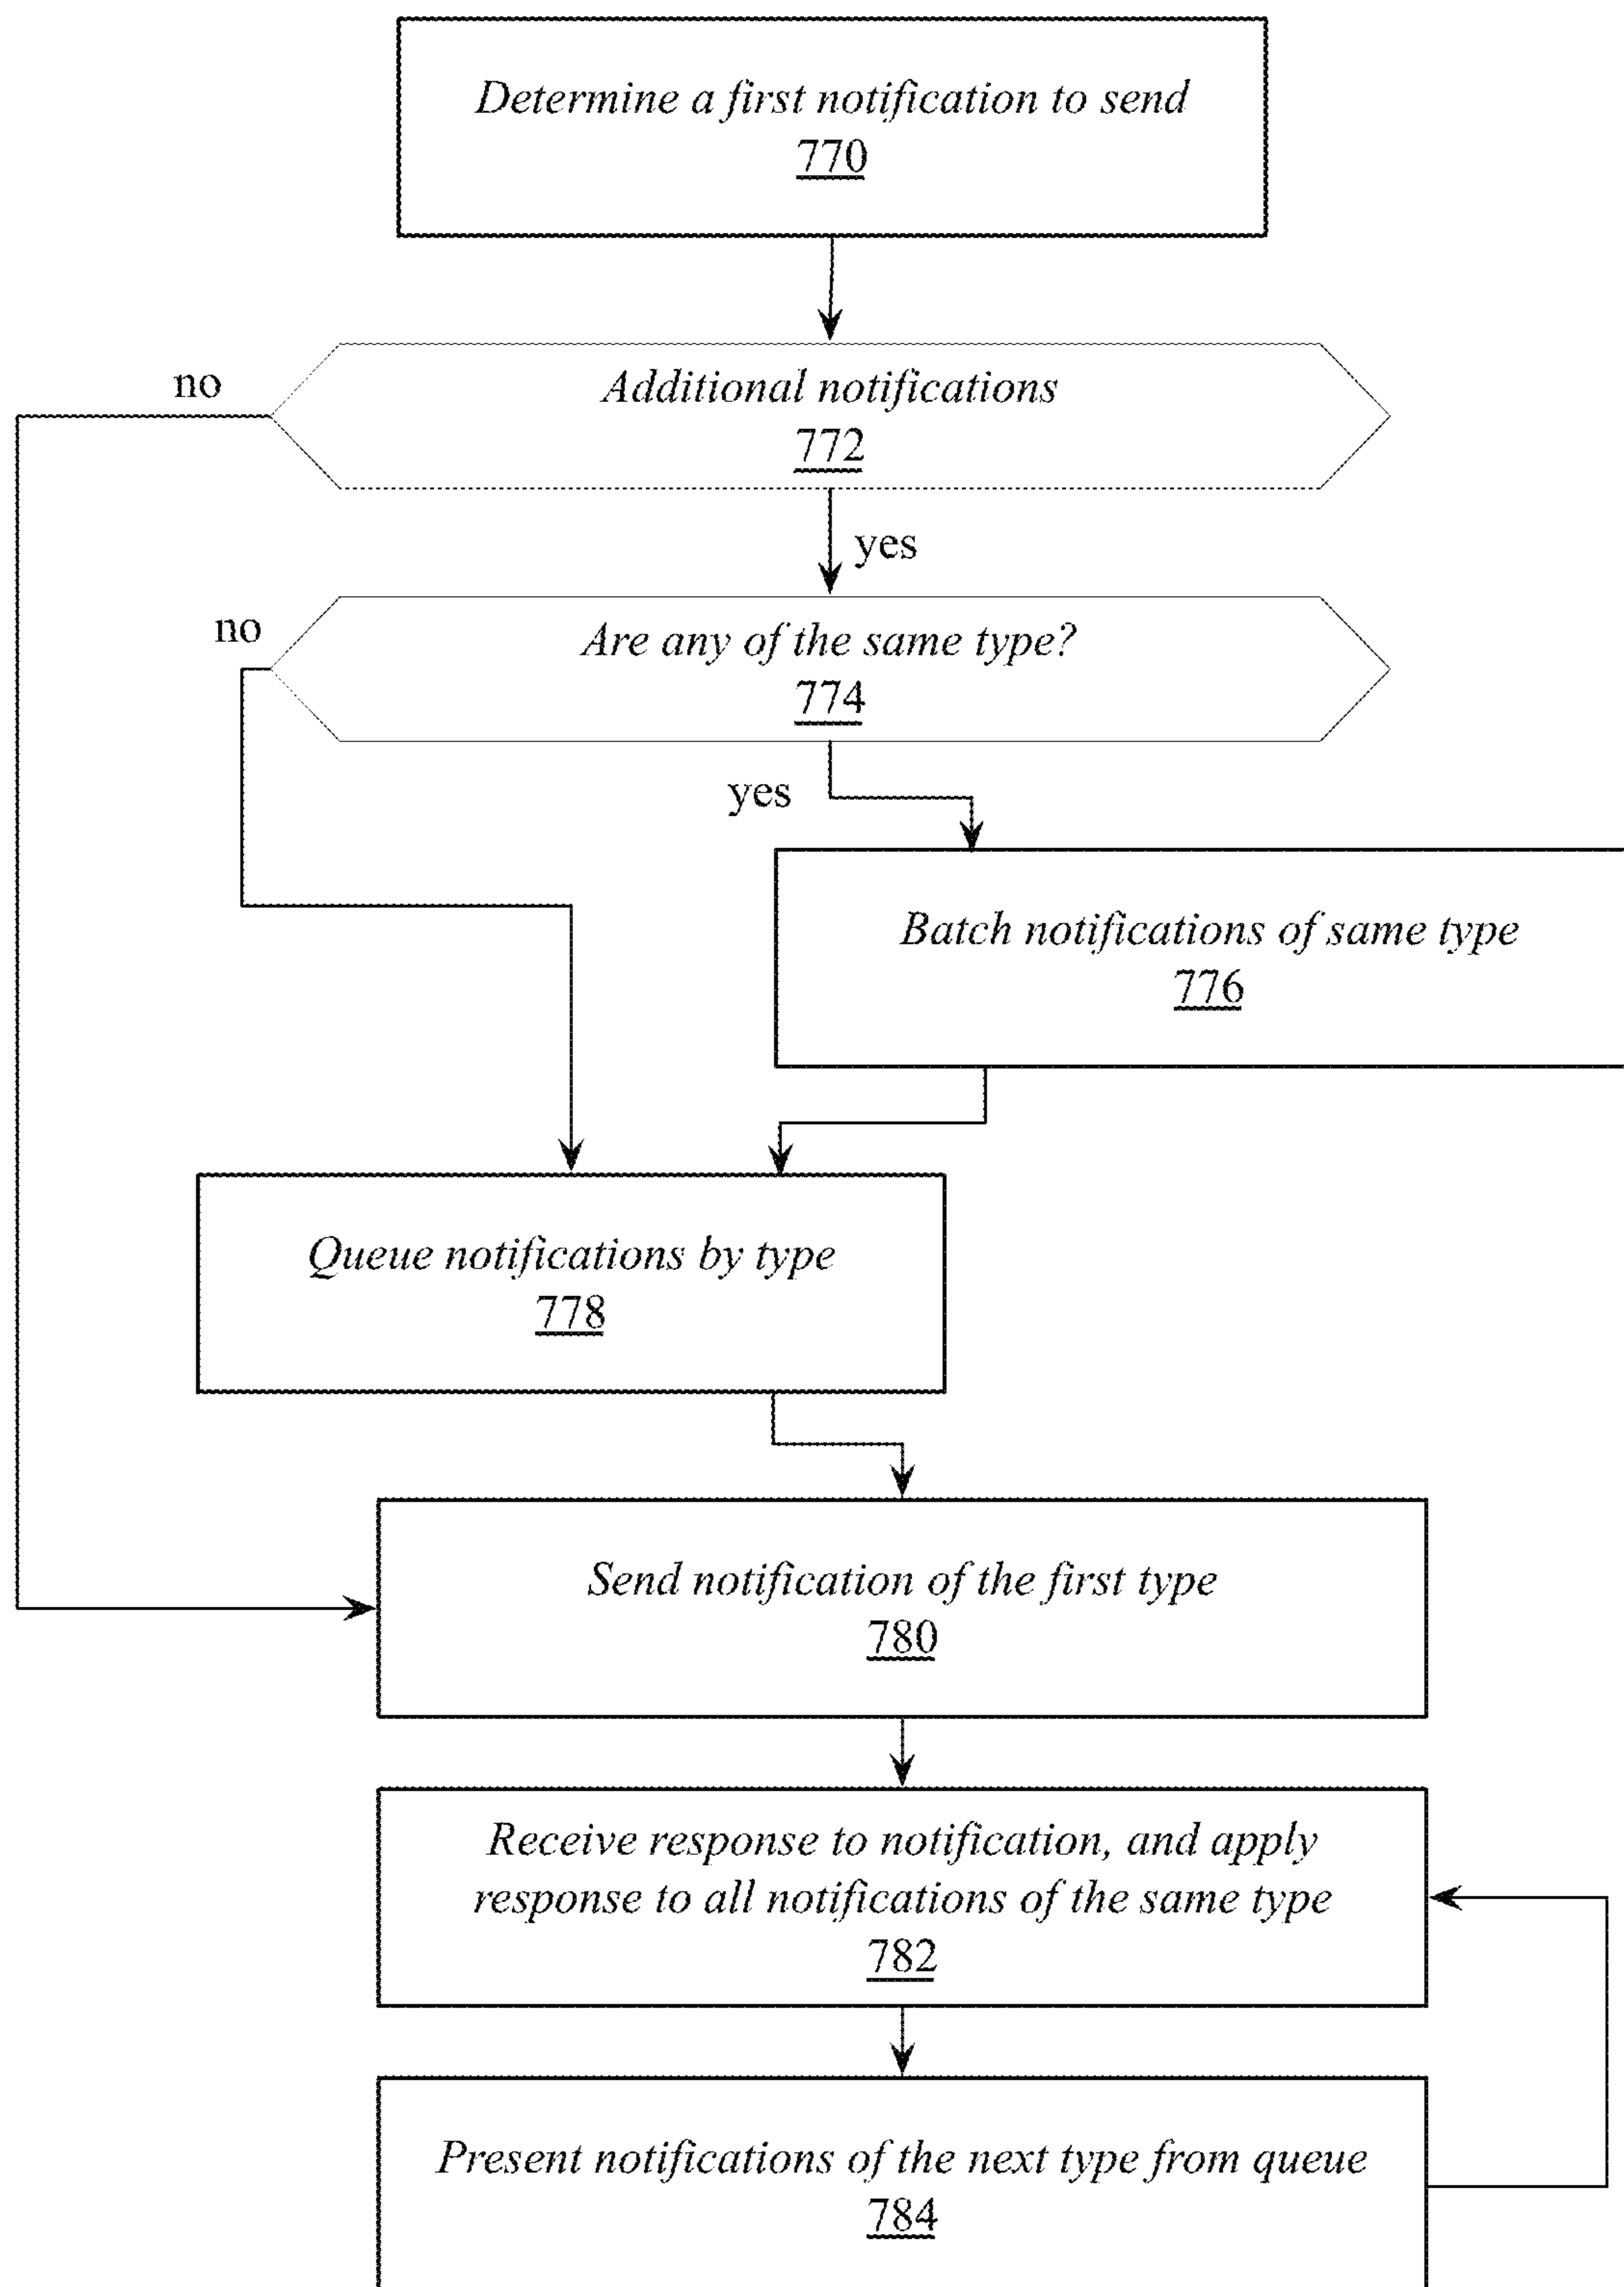 Determine a first notification to send
770
no
Additional notifications
772
yes
no
Are any of the same type?
774
yes
Batch notifications of same type
776
Queue notifications by type
778
Send notification of the first type
780
Receive response to notification, and apply
response to all notifications of the same type
782
Present notifications of the next type from queue
784